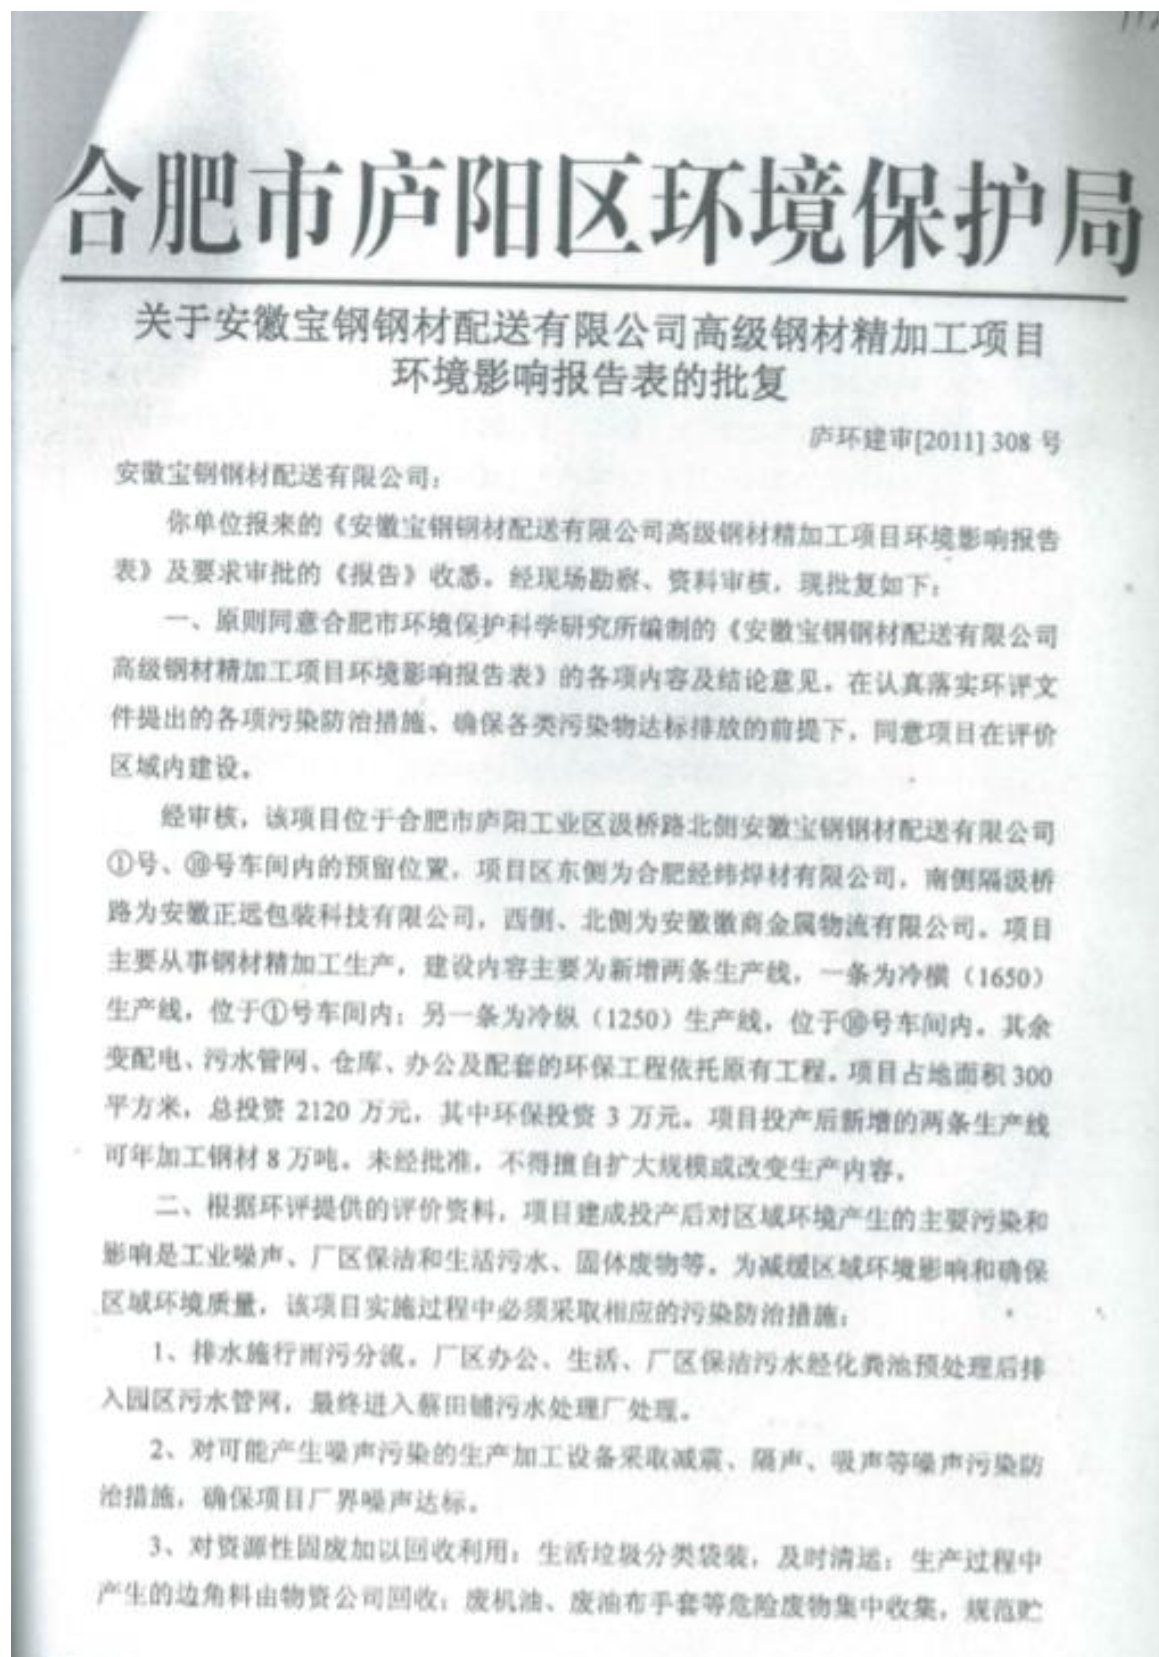 合肥市庐阳区环境保护局
关于安徽宝钢钢材配送有限公司高级钢材精加工项目
环境影响报告表的批复
庐环建审[2011] 308 号
安徽宝钢钢材配送有限公司：
你单位报来的《安徽宝钢钢材配送有限公司高级钢材精加工项目环境影响报告
表》及要求审批的《报告》收悉。经现场勘察、资料审核，现批复如下：
一、原则同意合肥市环境保护科学研究所编制的《安徽宝钢钢材配送有限公司
高级钢材精加工项目环境影响报告表》的各项内容及结论意见。在认真落实环评文
件提出的各项污染防治措施、确保各类污染物达标排放的前提下，同意项目在评价
区域内建设。
经审核，该项目位于合肥市庐阳工业区汲桥路北侧安徽宝钢钢材配送有限公司
①号、号车间内的预留位置，项目区东侧为合肥经纬焊材有限公司，南侧隔汲桥
路为安徽正远包装科技有限公司，西侧、北侧为安徽徽商金属物流有限公司。项目
主要从事钢材精加工生产，建设内容主要为新增两条生产线，一条为冷横（1650）
生产线，位于①号车间内；另一条为冷纵（1250）生产线，位于号车间内。其余
变配电、污水管网、仓库、办公及配套的环保工程依托原有工程。项目占地面积 300
平方米，总投资 2120 万元，其中环保投资 3 万元。项目投产后新增的两条生产线
可年加工钢材 8 万吨。未经批准，不得擅自扩大规模或改变生产内容。
二、根据环评提供的评价资料，项目建成投产后对区域环境产生的主要污染和
影响是工业噪声、厂区保洁和生活污水、固体废物等。为减缓区域环境影响和确保
区域环境质量，该项目实施过程中必须采取相应的污染防治措施：
1、排水施行雨污分流。厂区办公、生活、厂区保洁污水经化粪池预处理后排
入园区污水管网，最终进入蔡田铺污水处理厂处理。
2、对可能产生噪声污染的生产加工设备采取减震、隔声、吸声等噪声污染防
治措施，确保项目厂界噪声达标。
3、对资源性固废加以回收利用；生活垃圾分类袋装，及时清运；生产过程中
产生的边角料由物资公司回收；废机油、废油布手套等危险废物集中收集，规范贮